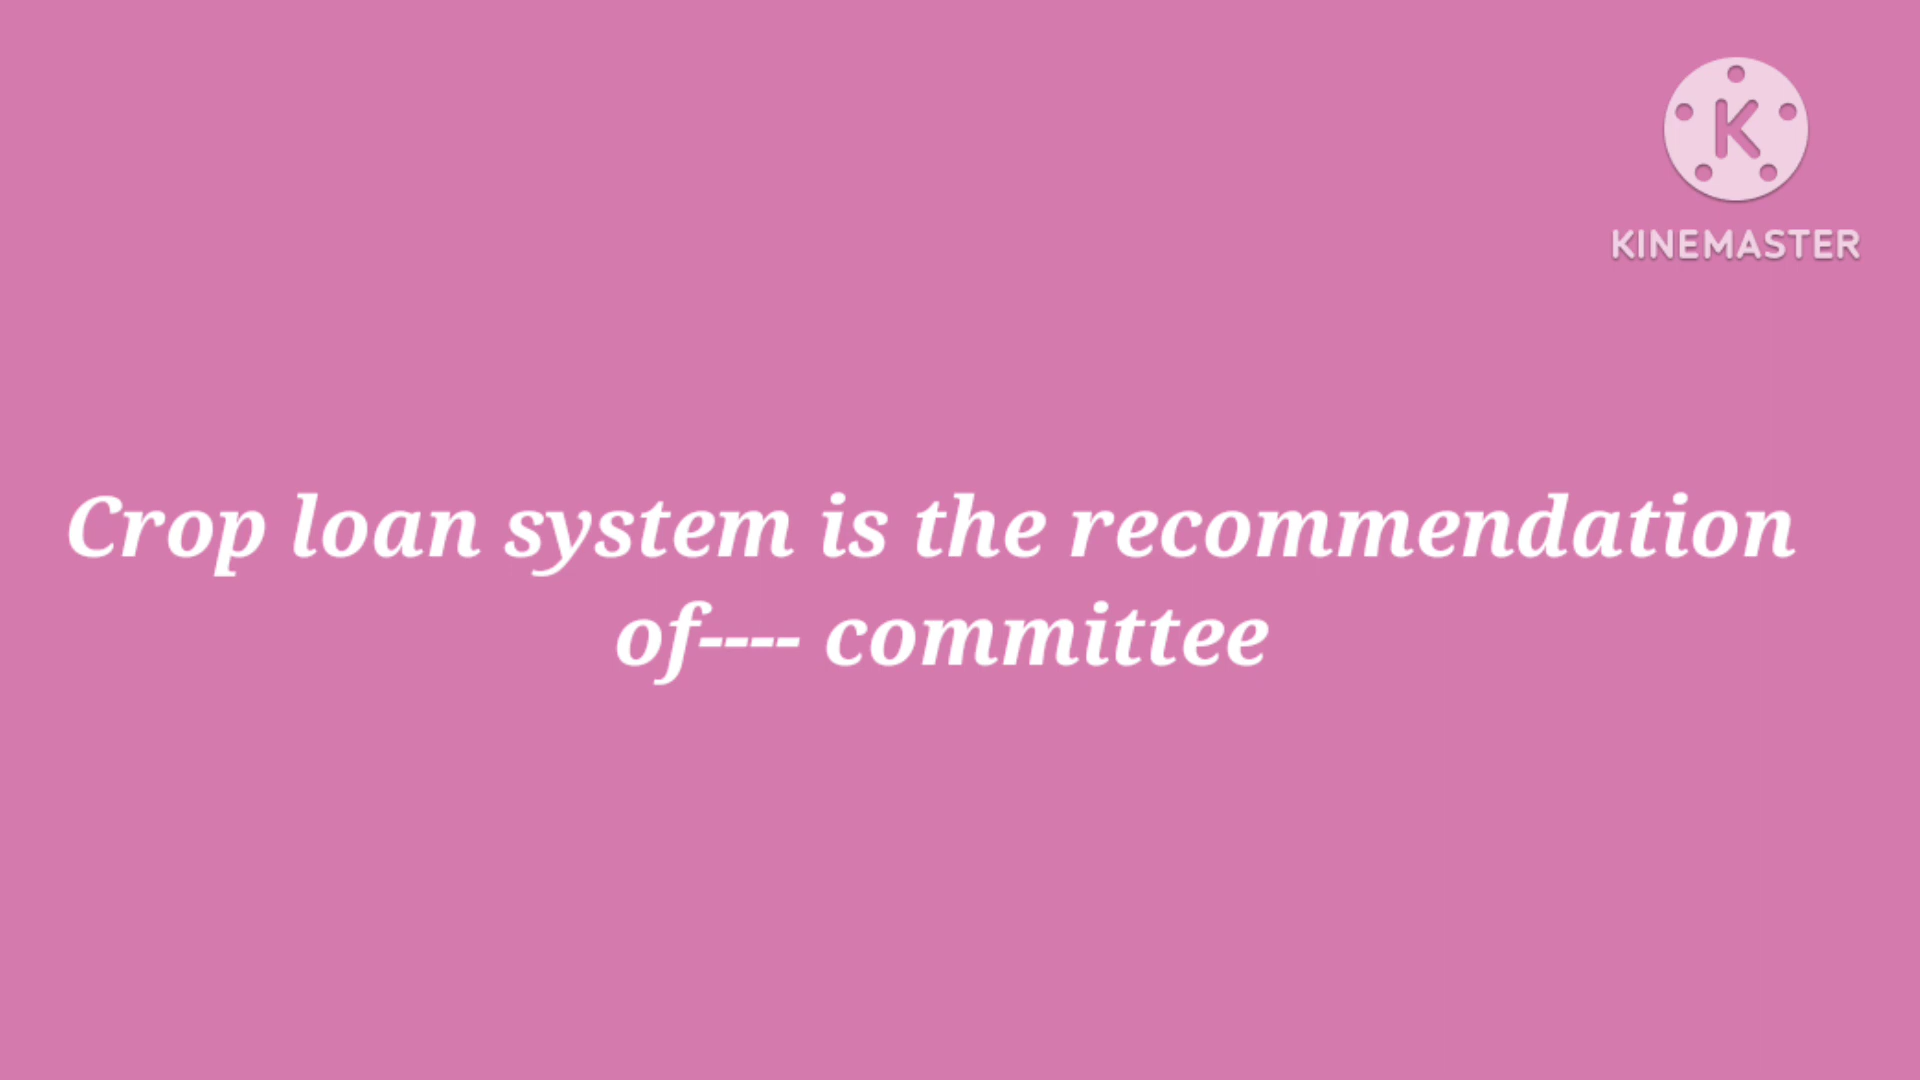 K
KINEMASTER
Crop loan system is the recommendation
of---- committee